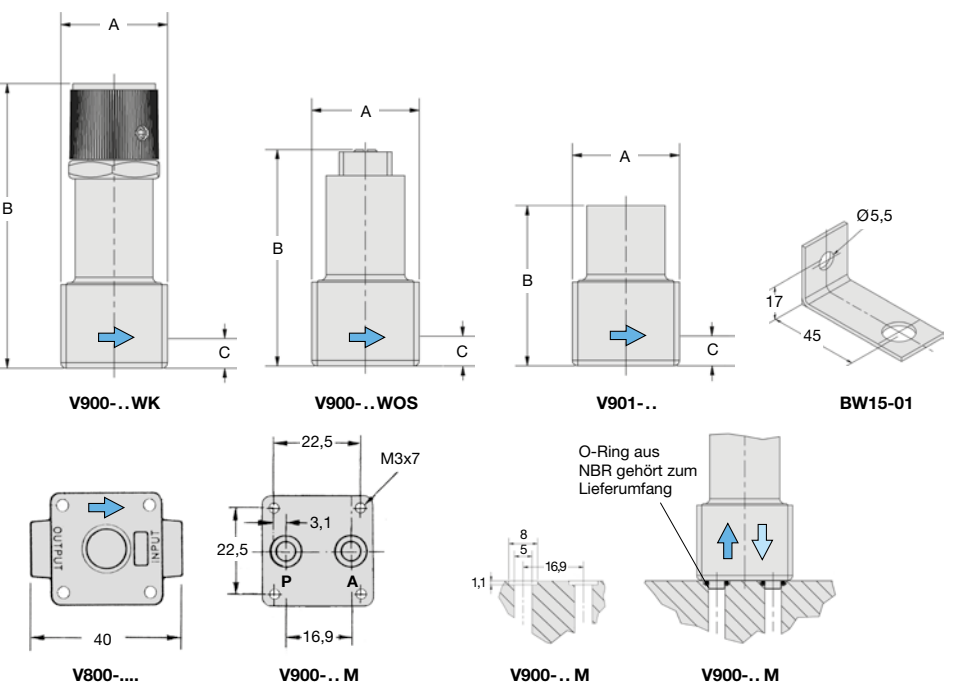 A
B
C
V900-..WK
A
B
C
V900-..WOS
A
B
C
V901-..
Ø5,5
17
45
BW15-01
OUTPUT
INPUT
40
V800-....
22,5
M3x7
3,1
22,5
P
A
16,9
V900-.. M
8
5
16,9
1,1
V900-.. M
O-Ring aus
NBR gehört zum
Lieferumfang
V900-.. M